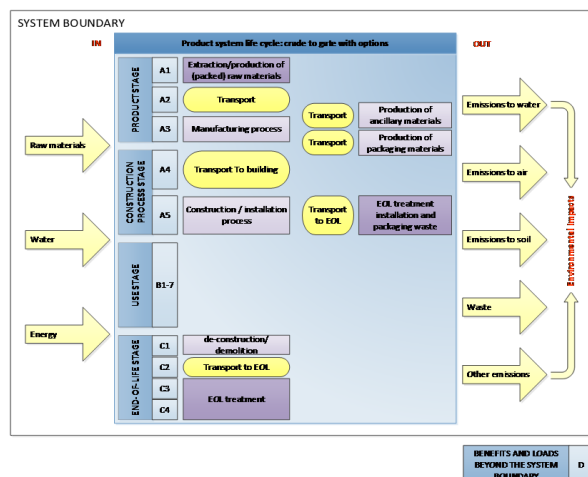 SYSTEM BOUNDARY
IN
Product system life cycle: crude to gate with options
OUT
PRODUCT STAGE
A1
Extraction/production of
(packed) raw materials
A2
Transport
A3
Manufacturing process
Transport
Production of
ancillary materials
Transport
Production of
packaging materials
CONSTRUCTION
PROCESS STAGE
A4
Transport To building
A5
Construction / installation
process
Transport
to EOL
EOL treatment
installation and
packaging waste
USE STAGE
B1-7
END-OF-LIFE STAGE
C1
de-construction/
demolition
C2
Transport to EOL
C3
C4
EOL treatment
Raw materials
Water
Energy
Emissions to water
Emissions to air
Emissions to soil
Waste
Other emissions
Environmental impacts
BENEFITS AND LOADS
BEYOND THE SYSTEM
BOUNDARY
D